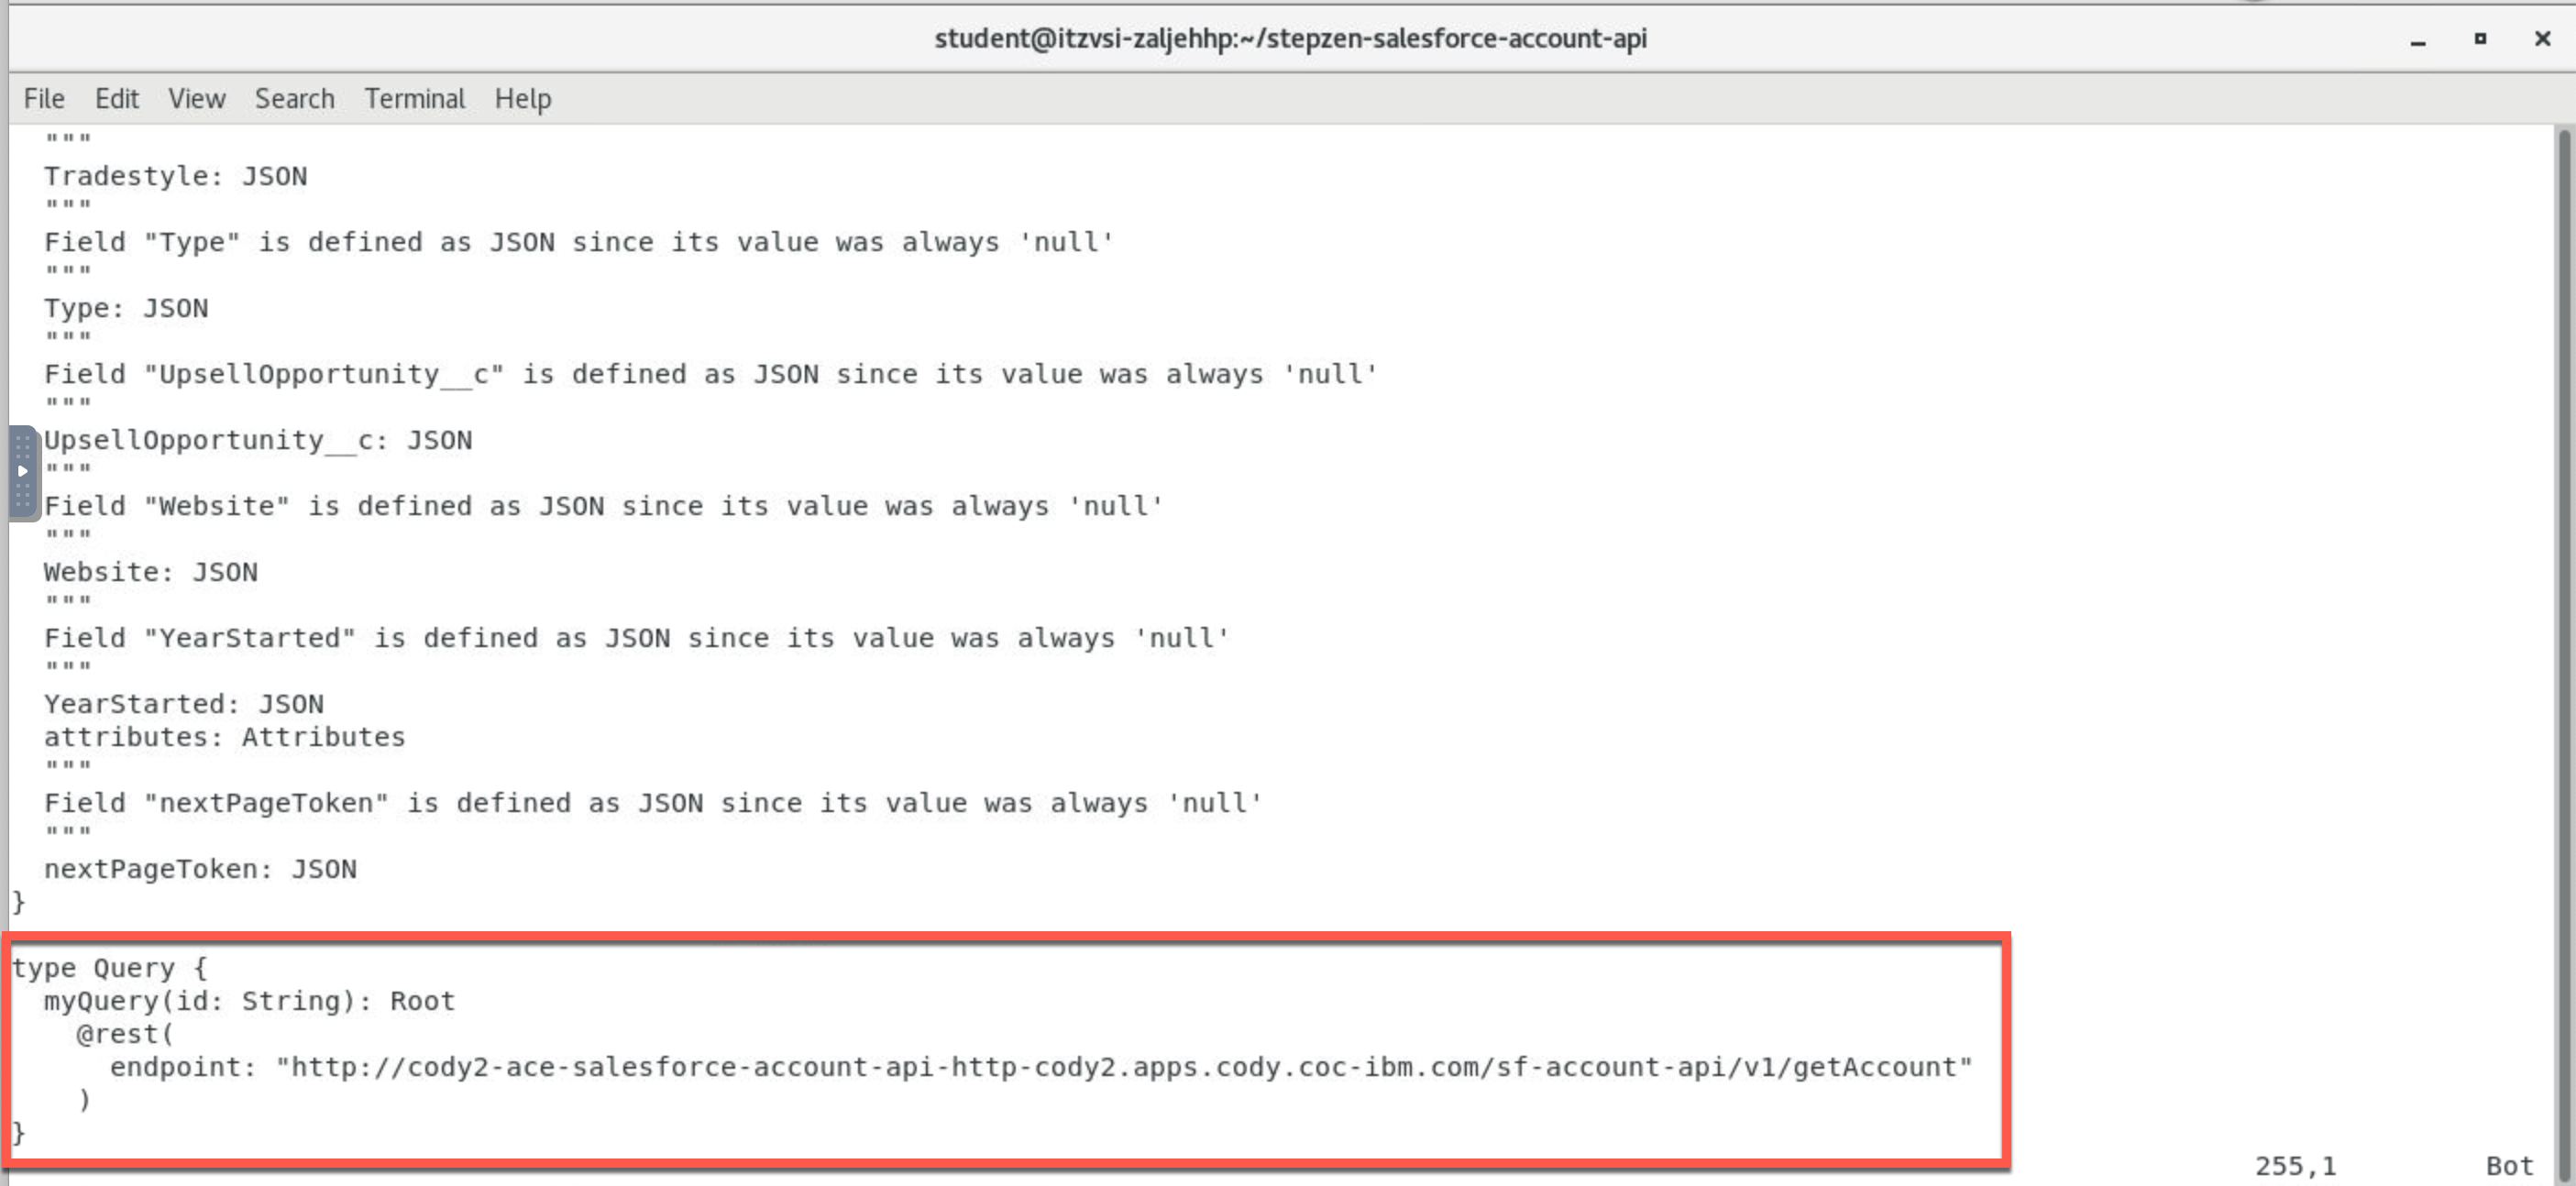 student@itzvsi-zaljehhp:~/stepzen-salesforce-account-api
File Edit View Search Terminal Help
"""
Tradestyle: JSON
"""
Field "Type" is defined as JSON since its value was always 'null'
"""
Type: JSON
"""
Field "UpsellOpportunity__c" is defined as JSON since its value was always 'null'
"""
UpsellOpportunity__c: JSON
"""
Field "Website" is defined as JSON since its value was always 'null'
"""
Website: JSON
"""
Field "YearStarted" is defined as JSON since its value was always 'null'
"""
YearStarted: JSON
attributes: Attributes
"""
Field "nextPageToken" is defined as JSON since its value was always 'null'
"""
nextPageToken: JSON
}
type Query {
myQuery(id: String): Root
@rest(
endpoint: "http://cody2-ace-salesforce-account-api-http-cody2.apps.cody.coc-ibm.com/sf-account-api/v1/getAccount"
)
}
255,1 Bot